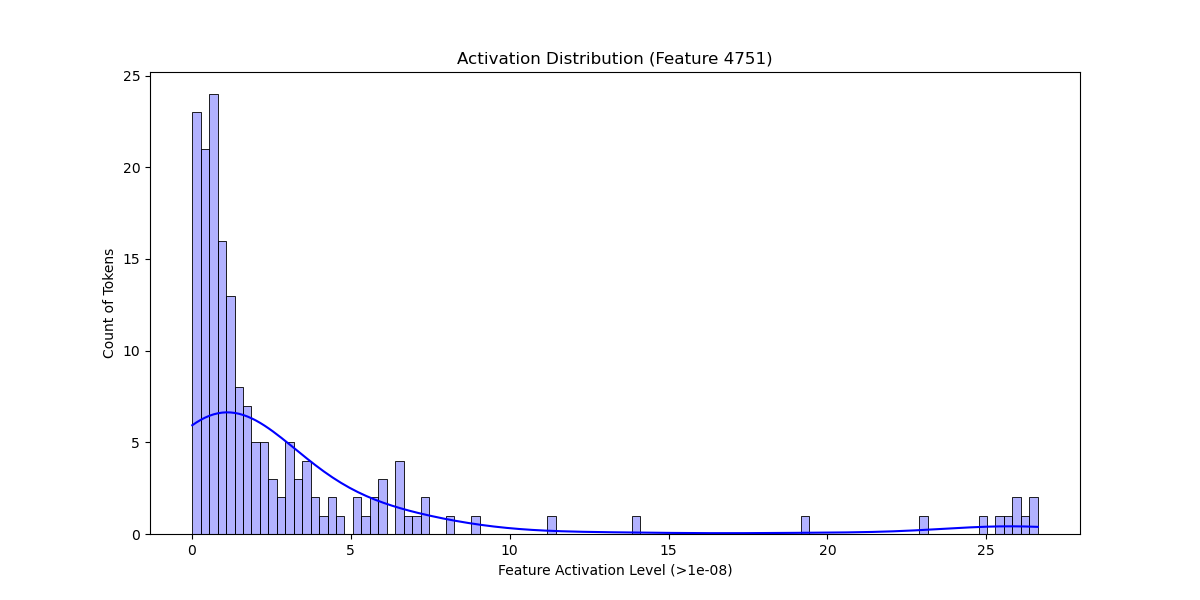 Activation Distribution (Feature 4751)
25
20
15
10
5
0
Count of Tokens
0 5 10 15 20 25
Feature Activation Level (>1e-08)